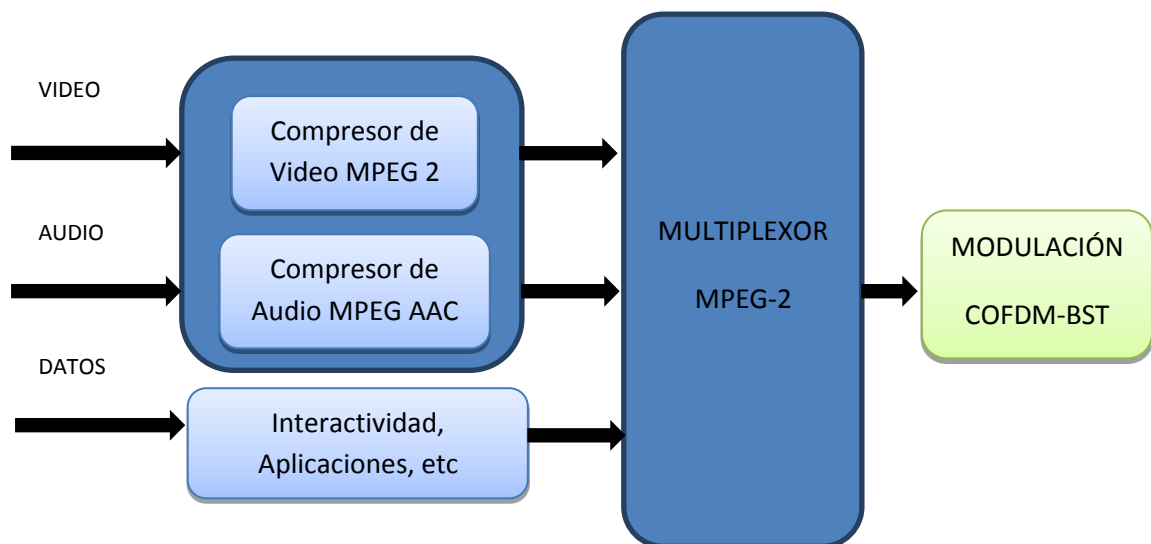 VIDEO
Compresor de
Video MPEG 2
AUDIO
Compresor de
Audio MPEG AAC
DATOS
Interactividad,
Aplicaciones, etc
MULTIPLEXOR
MPEG-2
MODULACIÓN
COFDM-BST